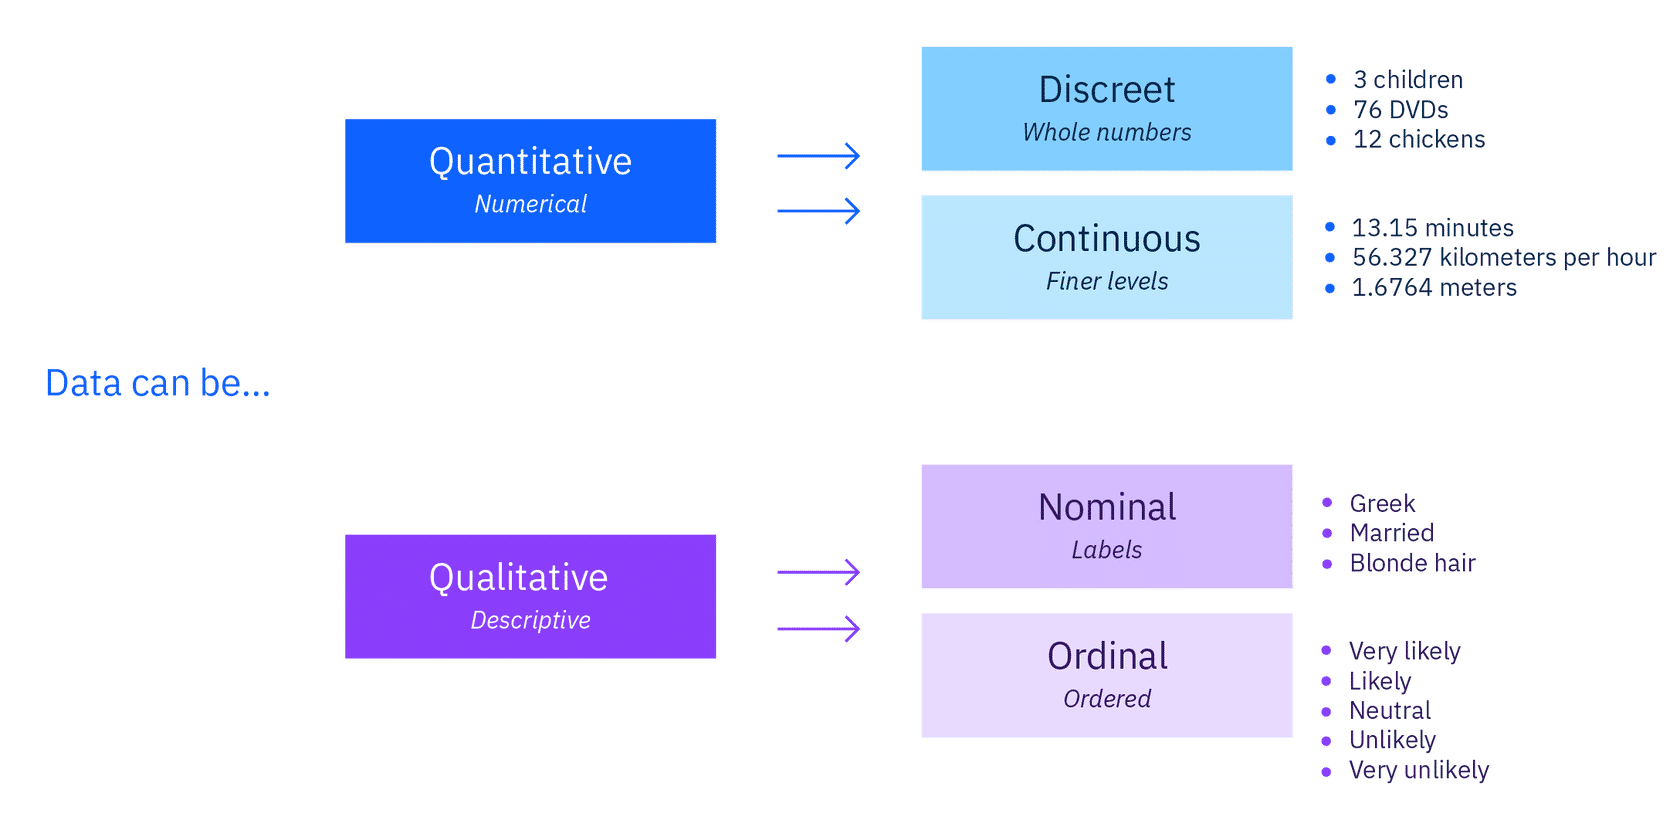 Data can be...
Quantitative
Numerical
Discreet
Whole numbers
3 children
76 DVDs
12 chickens
Continuous
Finer levels
13.15 minutes
56.327 kilometers per hour
1.6764 meters
Qualitative
Descriptive
Nominal
Labels
Greek
Married
Blonde hair
Ordinal
Ordered
Very likely
Likely
Neutral
Unlikely
Very unlikely